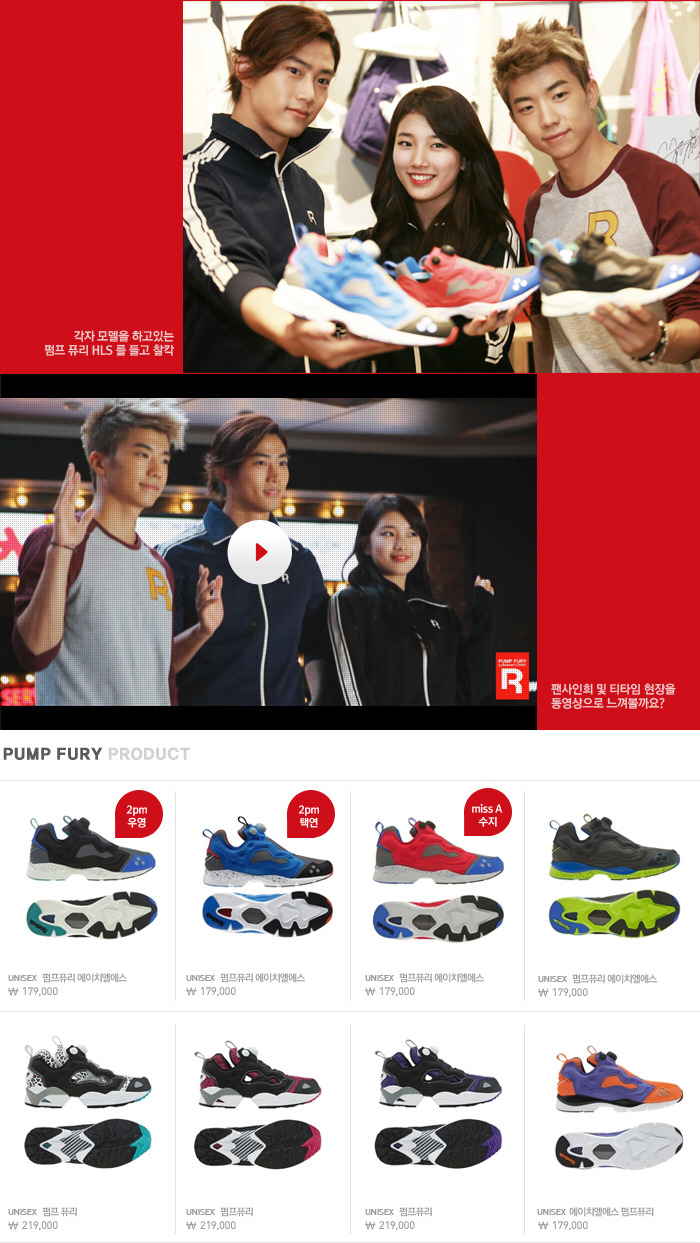 각자 모델을 하고있는
펌프 퓨리 HLS 를 들고 찰칵
PUMP FURY
R
팬사인회 및 티타임 현장을
동영상으로 느껴볼까요?
PUMP FURY PRODUCT
2pm
우영
2pm
택연
miss A
수지
UNISEX 펌프퓨리 에이치엘에스
₩ 179,000
UNISEX 펌프퓨리 에이치엘에스
₩ 179,000
UNISEX 펌프퓨리 에이치엘에스
₩ 179,000
UNISEX 펌프퓨리 에이치엘에스
₩ 179,000
UNISEX 펌프 퓨리
₩ 219,000
UNISEX 펌프퓨리
₩ 219,000
UNISEX 펌프퓨리
₩ 219,000
UNISEX 에이치엘에스 펌프퓨리
₩ 179,000